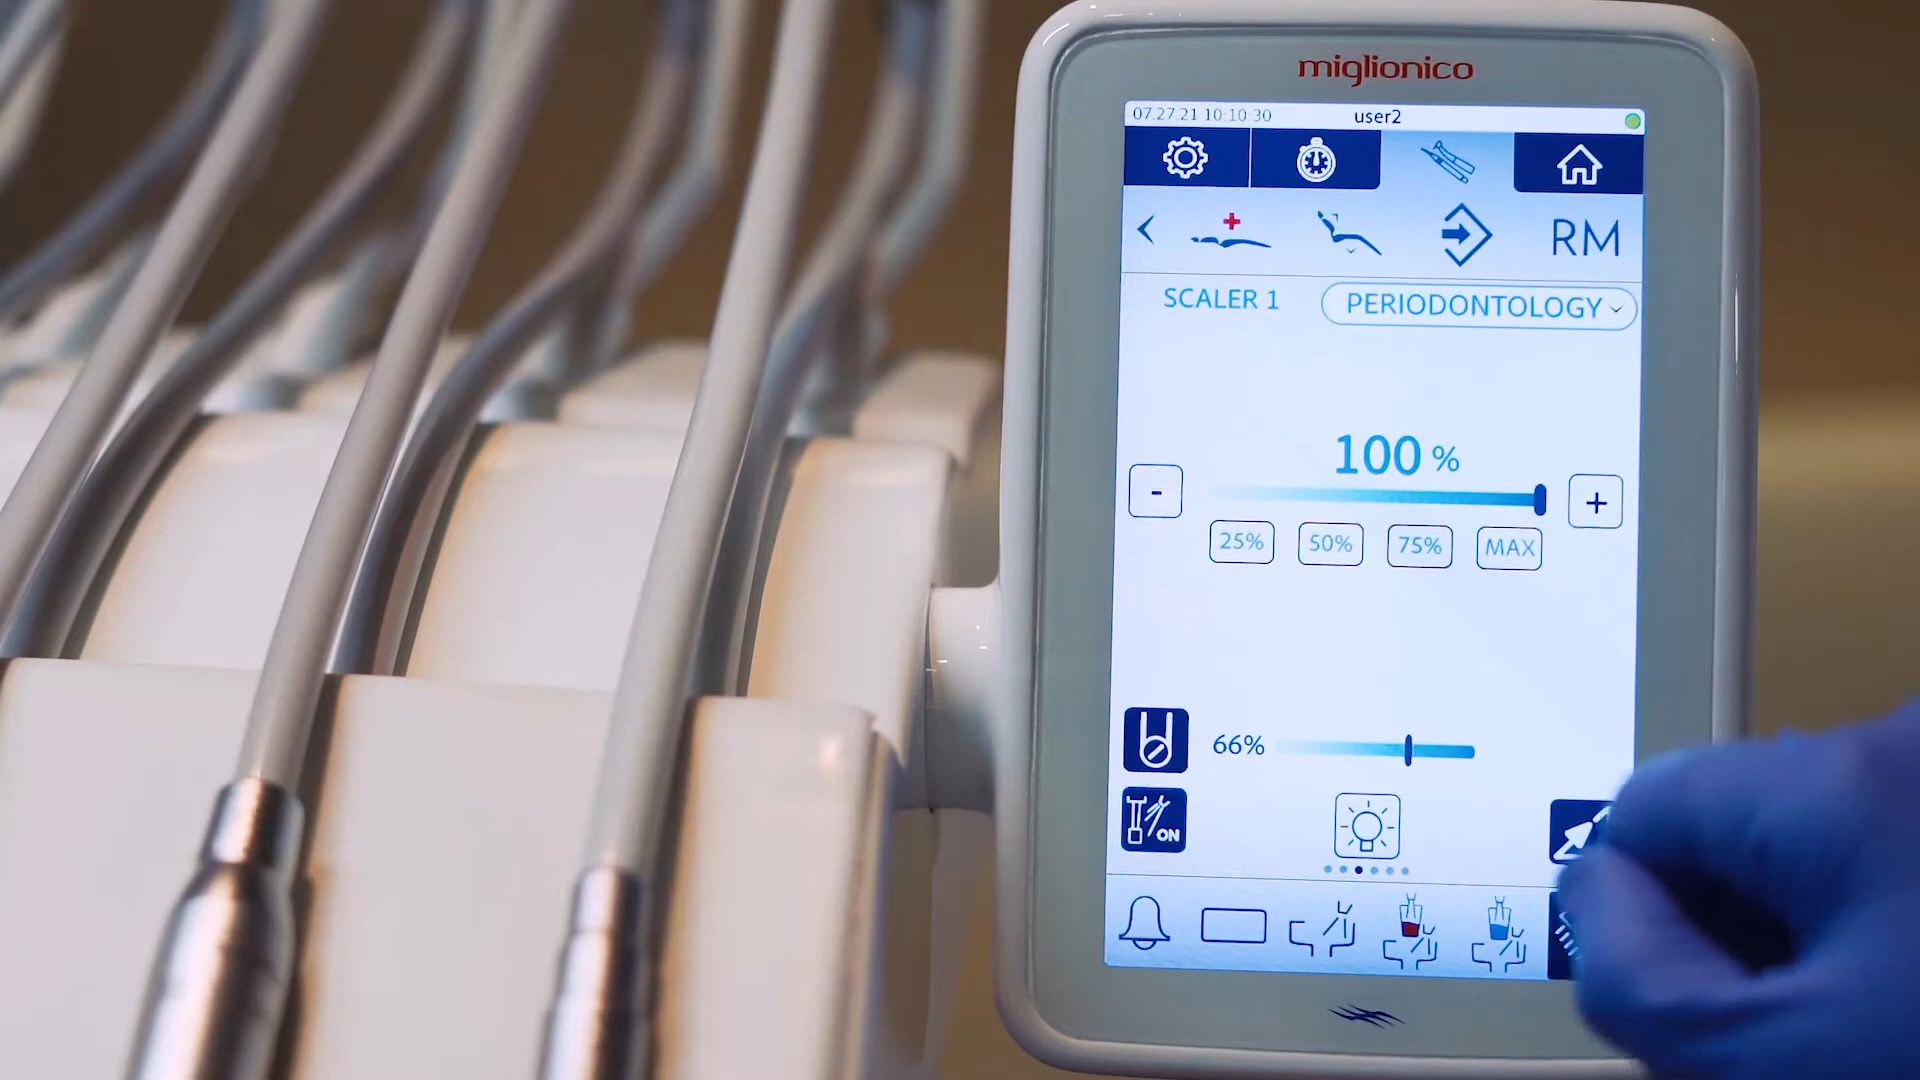 miglionico
07.27.21 10:10:30 user2
RM
SCALER 1 PERIODONTOLOGY
100 %
- +
25% 50% 75% MAX
66%
ON